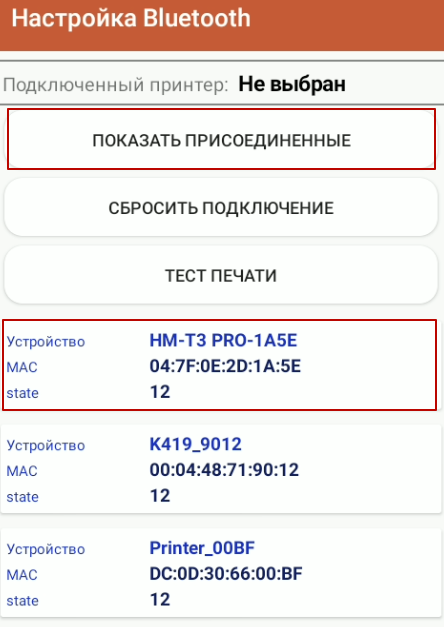 Настройка Bluetooth
Подключенный принтер: Не выбран
ПОКАЗАТЬ ПРИСОЕДИНЕННЫЕ
СБРОСИТЬ ПОДКЛЮЧЕНИЕ
ТЕСТ ПЕЧАТИ
Устройство HM-T3 PRO-1A5E
MAC 04:7F:0E:2D:1A:5E
state 12
Устройство K419_9012
MAC 00:04:48:71:90:12
state 12
Устройство Printer_00BF
MAC DC:0D:30:66:00:BF
state 12